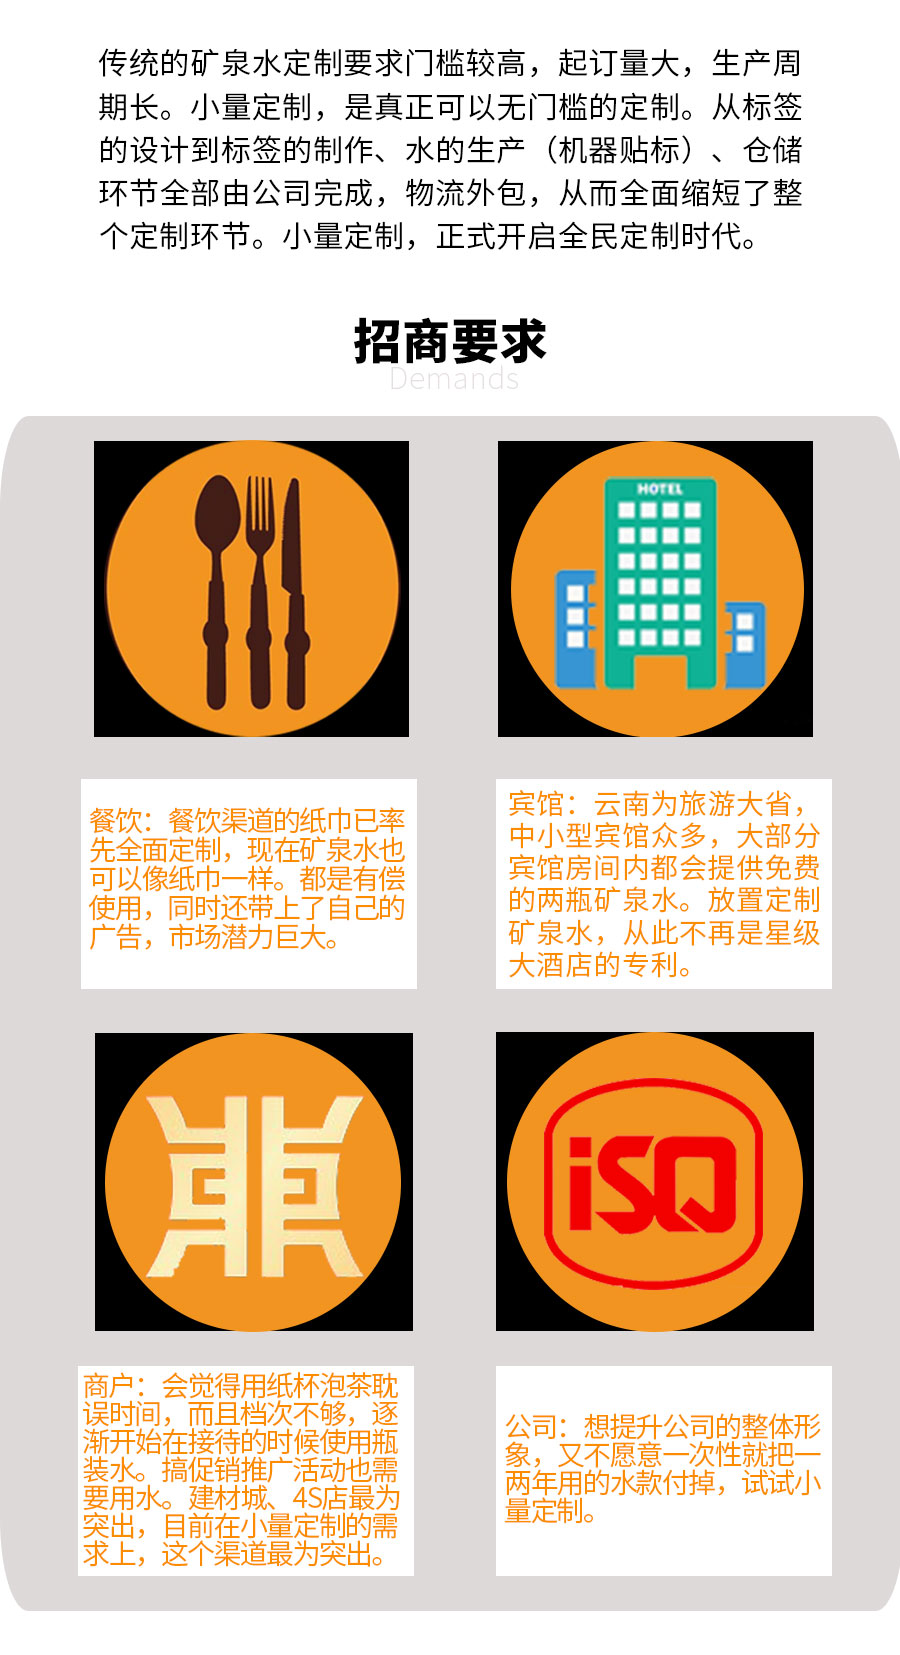 传统的矿泉水定制要求门槛较高，起订量大，生产周
期长。小量定制，是真正可以无门槛的定制。从标签
的设计到标签的制作、水的生产（机器贴标）、仓储
环节全部由公司完成，物流外包，从而全面缩短了整
个定制环节。小量定制，正式开启全民定制时代。
招商要求
Demands
HOTEL
餐饮：餐饮渠道的纸巾已率
先全面定制，现在矿泉水也
可以像纸巾一样。都是有偿
使用，同时还带上了自己的
广告，市场潜力巨大。
宾馆：云南为旅游大省，
中小型宾馆众多，大部分
宾馆房间内都会提供免费
的两瓶矿泉水。放置定制
矿泉水，从此不再是星级
大酒店的专利。
iSQ
商户：会觉得用纸杯泡茶耽
误时间，而且档次不够，逐
渐开始在接待的时候使用瓶
装水。搞促销推广活动也需
要用水。建材城、4S店最为
突出，目前在小量定制的需
求上，这个渠道最为突出。
公司：想提升公司的整体形
象，又不愿意一次性就把一
两年用的水款付掉，试试小
量定制。